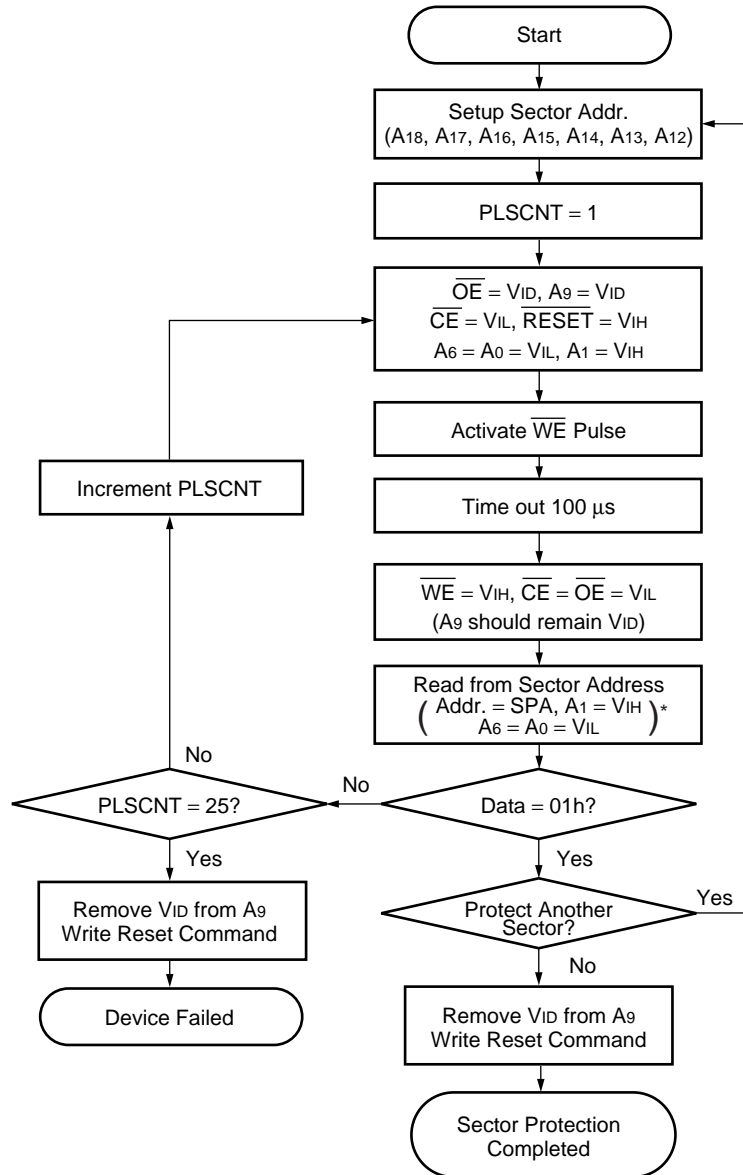 Start
Setup Sector Addr.
(A18, A17, A16, A15, A14, A13, A12)
PLSCNT = 1
OE = VID, A9 = VID
CE = VIL, RESET = VIH
A6 = A0 = VIL, A1 = VIH
Activate WE Pulse
Increment PLSCNT
Time out 100 μs
WE = VIH, CE = OE = VIL
(A9 should remain VID)
Read from Sector Address
( Addr. = SPA, A1 = VIH )*
A6 = A0 = VIL
No
PLSCNT = 25?
No
Data = 01h?
Yes
Yes
Remove VID from A9
Write Reset Command
Protect Another
Sector?
Yes
No
Device Failed
Remove VID from A9
Write Reset Command
Sector Protection
Completed